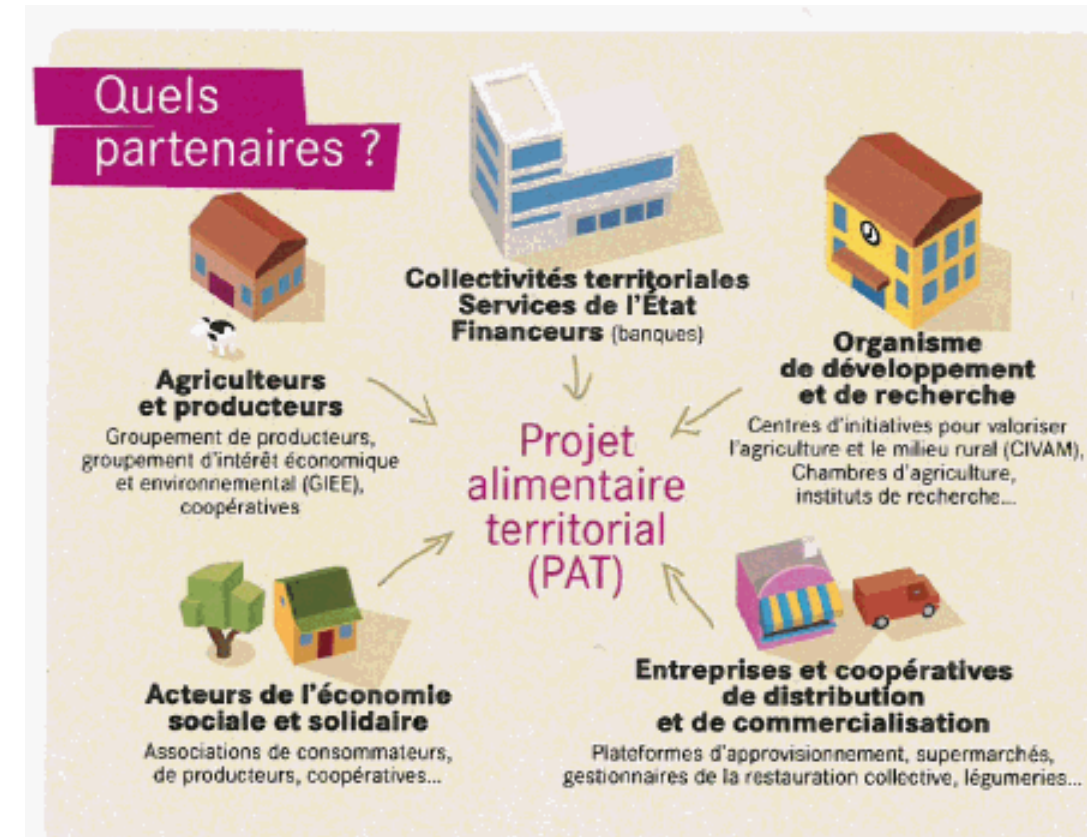 Quels
partenaires ?
Collectivités territoriales
Services de l'État
Financeurs (banques)
Agriculteurs
et producteurs
Groupement de producteurs,
groupement d'intérêt économique
et environnemental (GIEE),
coopératives
Organisme
de développement
et de recherche
Centres d'initiatives pour valoriser
l'agriculture et le milieu rural (CIVAM),
Chambres d'agriculture,
instituts de recherche...
Projet
alimentaire
territorial
(PAT)
Acteurs de l'économie
sociale et solidaire
Associations de consommateurs,
de producteurs, coopératives...
Entreprises et coopératives
de distribution
et de commercialisation
Plateformes d'approvisionnement, supermarchés,
gestionnaires de la restauration collective, légumeries...